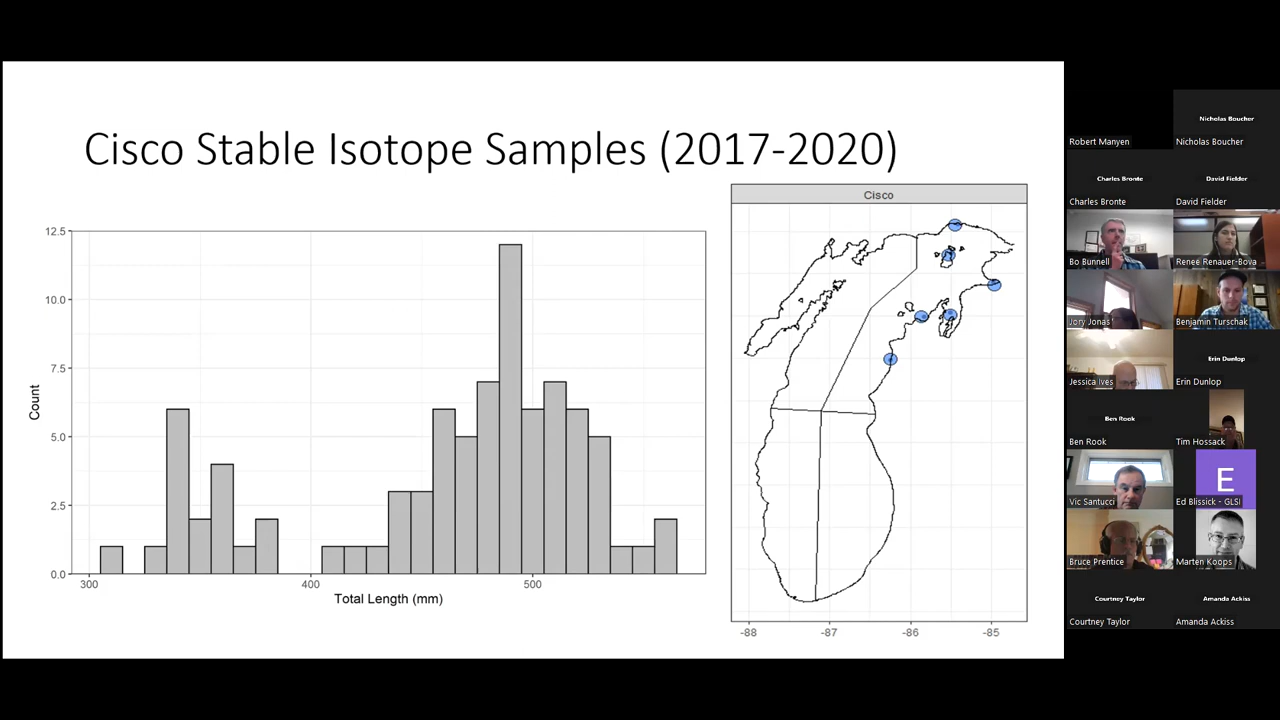 Cisco Stable Isotope Samples (2017-2020)
12.5
10.0
7.5
5.0
2.5
0.0
Count
300
400
500
Total Length (mm)
Cisco
-88
-87
-86
-85
Robert Manyen
Nicholas Boucher
Nicholas Boucher
Charles Bronte
Charles Bronte
David Fielder
David Fielder
Bo Bunnell
Reneé Renauer-Bova
Jory Jonas
Benjamin Turschak
Jessica Ives
Erin Dunlop
Erin Dunlop
Ben Rook
Ben Rook
Tim Hossack
Vic Santucci
E
Ed Blissick - GLSI
Bruce Prentice
Marten Koops
Courtney Taylor
Courtney Taylor
Amanda Ackiss
Amanda Ackiss